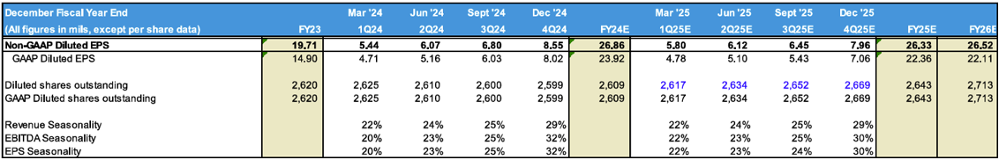 December Fiscal Year End Mar '24 Jun '24 Sept '24 Dec '24 Mar '25 Jun '25 Sept '25 Dec '25
(All figures in mils, except per share data) FY23 1Q24 2Q24 3Q24 4Q24 FY24E 1Q25E 2Q25E 3Q25E 4Q25E FY25E FY26E
Non-GAAP Diluted EPS 19.71 5.44 6.07 6.80 8.55 26.86 5.80 6.12 6.45 7.96 26.33 26.52
GAAP Diluted EPS 14.90 4.71 5.16 6.03 8.02 23.92 4.78 5.10 5.43 7.06 22.36 22.11
Diluted shares outstanding 2,620 2,625 2,610 2,600 2,599 2,609 2,617 2,634 2,652 2,669 2,643 2,713
GAAP Diluted shares outstanding 2,620 2,625 2,610 2,600 2,599 2,609 2,617 2,634 2,652 2,669 2,643 2,713
Revenue Seasonality 22% 24% 25% 29% 22% 24% 25% 29%
EBITDA Seasonality 20% 23% 25% 32% 22% 23% 25% 30%
EPS Seasonality 20% 23% 25% 32% 22% 23% 24% 30%